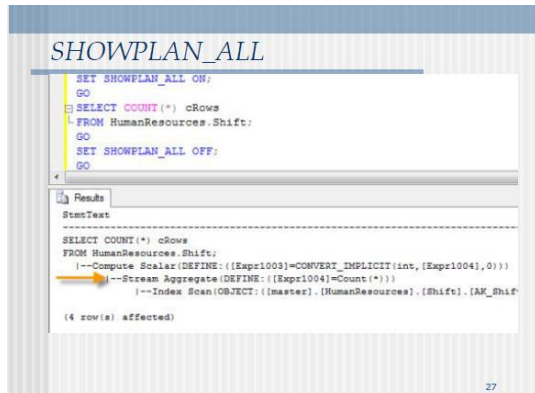 SHOWPLAN_ALL
SET SHOWPLAN_ALL ON;
GO
SELECT COUNT(*) cRows
FROM HumanResources.Shift;
GO
SET SHOWPLAN_ALL OFF;
GO
Results
StmtText
--------------------------------------------------------------------------------
SELECT COUNT(*) cRows
FROM HumanResources.Shift;
|--Compute Scalar(DEFINE:([Expr1003]=CONVERT_IMPLICIT(int,[Expr1004],0)))
|--Stream Aggregate(DEFINE:([Expr1004]=Count(*)))
|--Index Scan(OBJECT:([master].[HumanResources].[Shift].[AK_Shif
(4 row(s) affected)
27